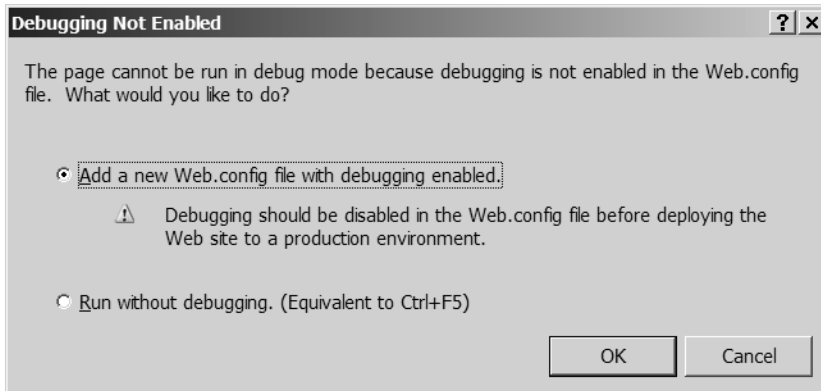 Debugging Not Enabled
The page cannot be run in debug mode because debugging is not enabled in the Web.config
file. What would you like to do?
Add a new Web.config file with debugging enabled.
Debugging should be disabled in the Web.config file before deploying the
Web site to a production environment.
Run without debugging. (Equivalent to Ctrl+F5)
OK Cancel